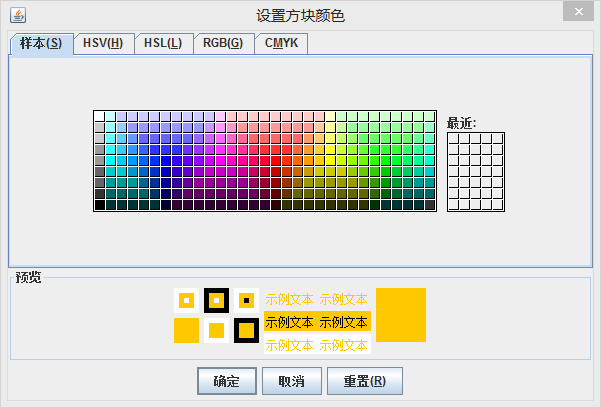 设置方块颜色
样本(S) HSV(H) HSL(L) RGB(G) CMYK
最近:
预览
示例文本 示例文本
示例文本 示例文本
示例文本 示例文本
确定 取消 重置(R)